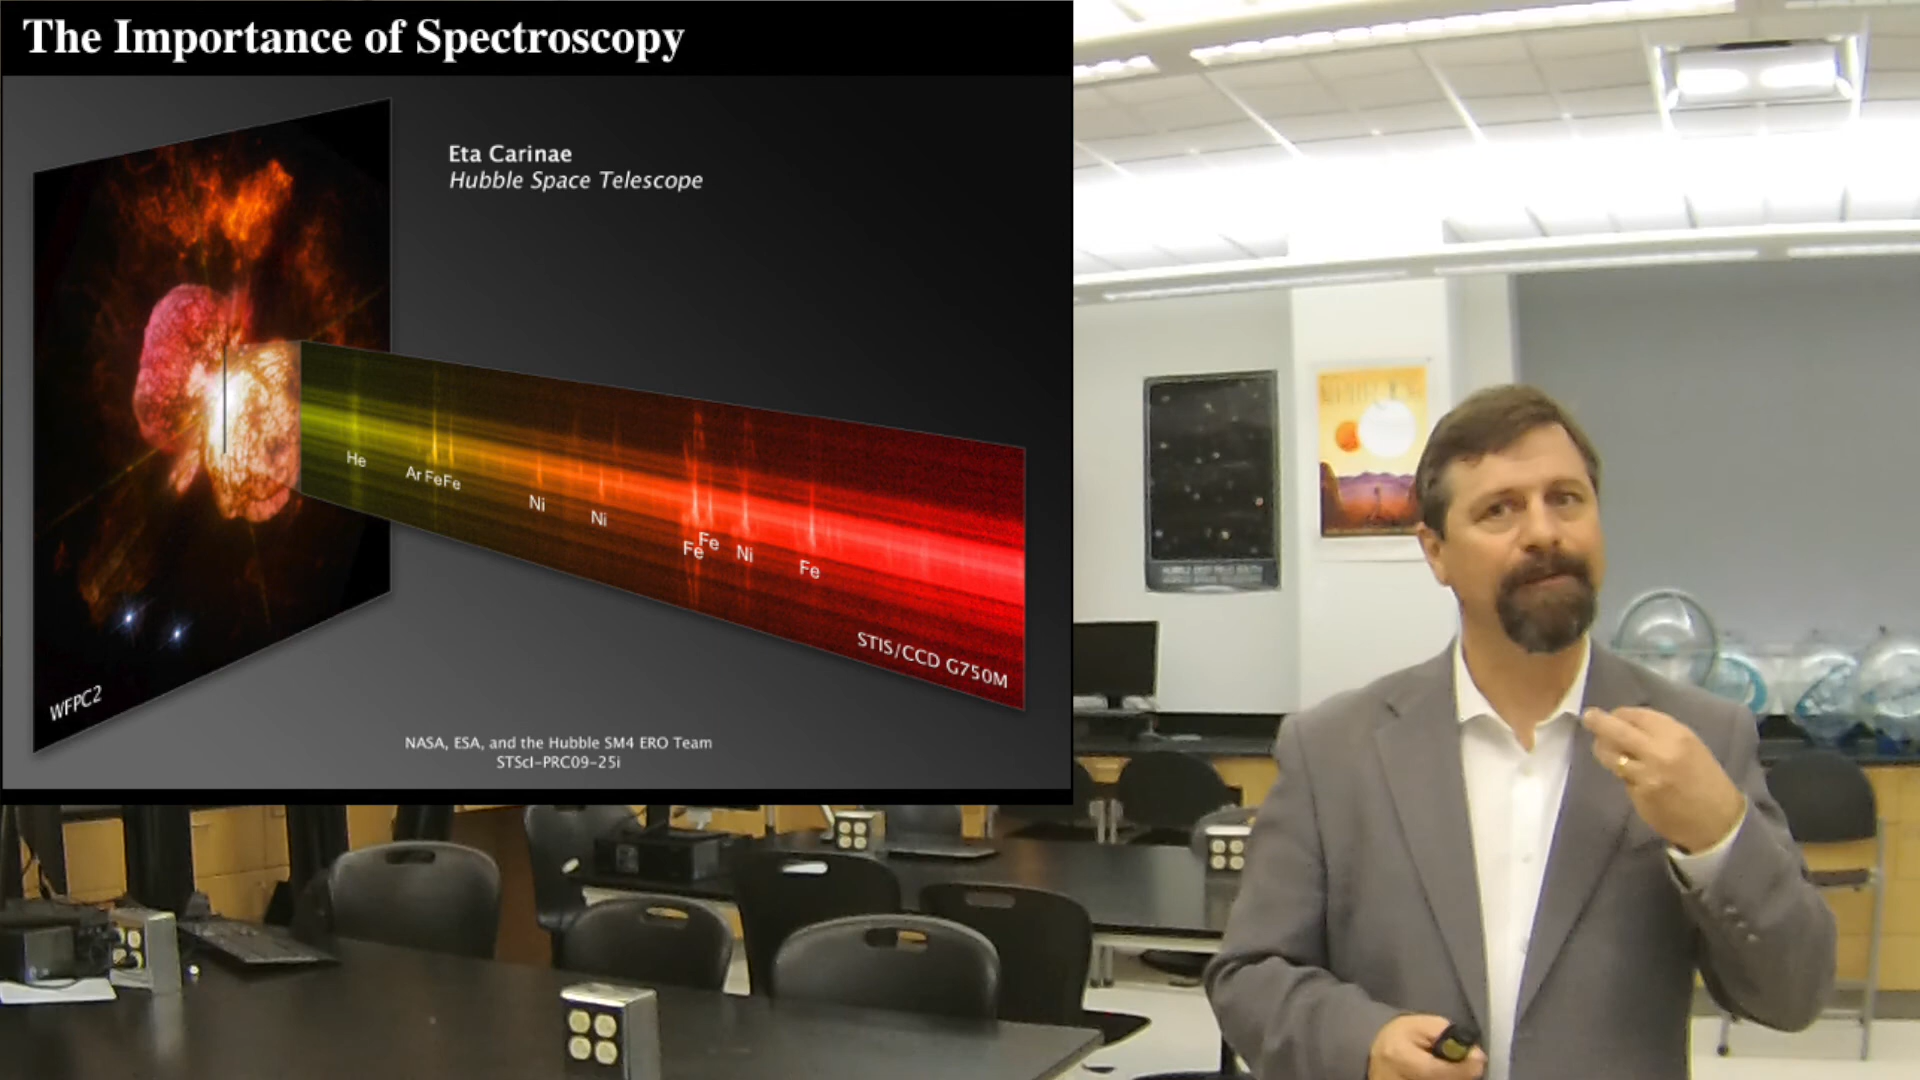 The Importance of Spectroscopy
Eta Carinae
Hubble Space Telescope
He
Ar Fe Fe
Ni
Ni
Fe
Fe
Ni
Fe
STIS/CCD G750M
WFPC2
NASA, ESA, and the Hubble SM4 ERO Team
STScI-PRC09-25i